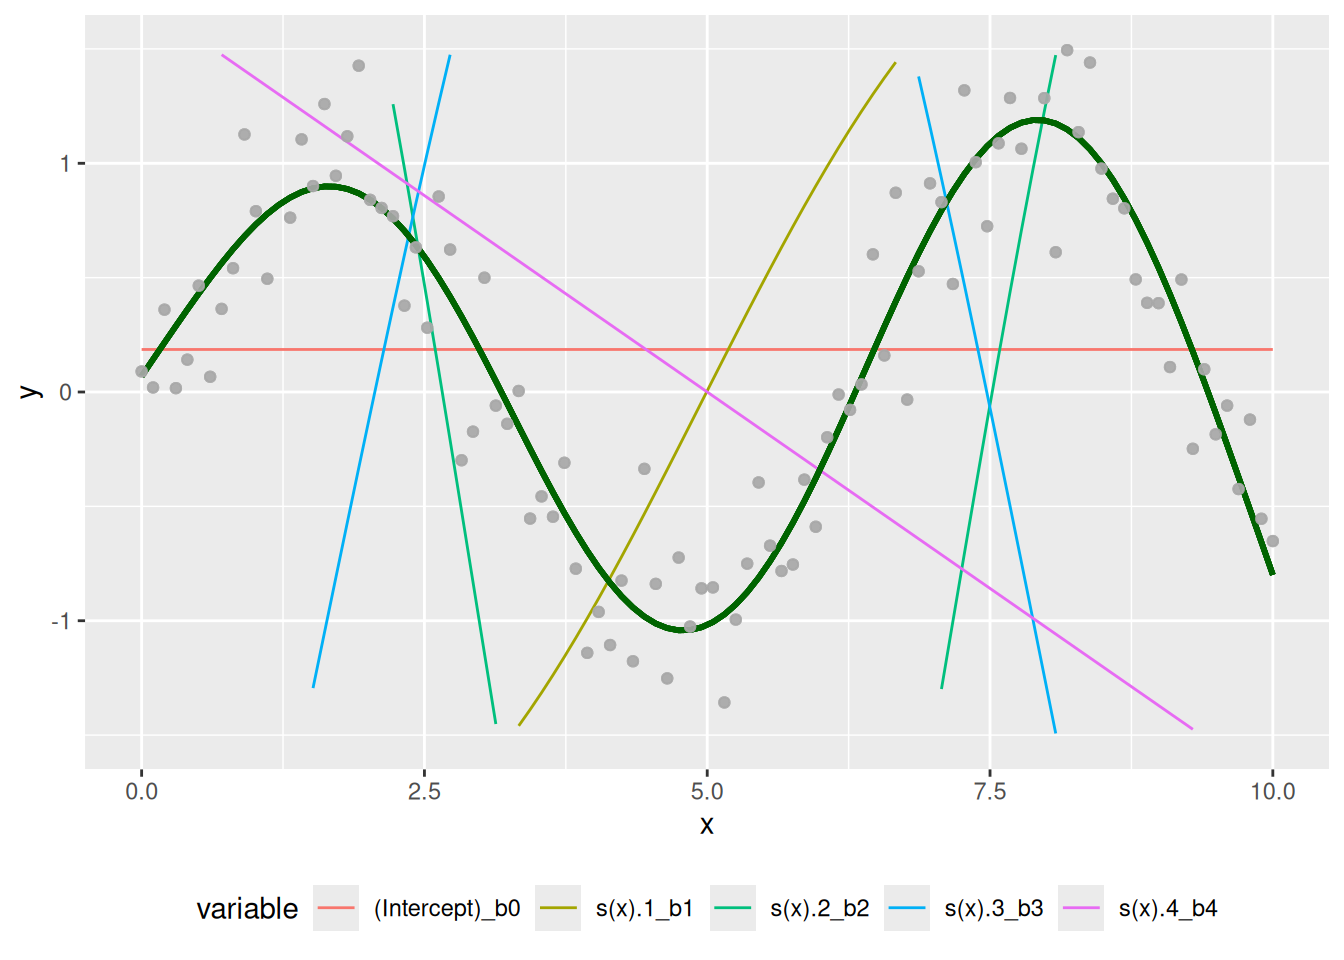 1
0
-1
y
0.0 2.5 5.0 7.5 10.0
x
variable (Intercept)_b0 s(x).1_b1 s(x).2_b2 s(x).3_b3 s(x).4_b4